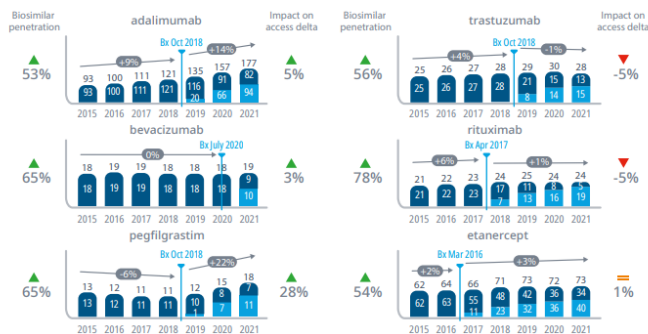 Biosimilar penetration
adalimumab
Impact on access delta
Bx Oct 2018
+9%
+14%
53%
5%
93 100 111 121 135 157 177
93 100 111 121 116 91 82
20 66 94
2015 2016 2017 2018 2019 2020 2021
bevacizumab
Bx July 2020
0%
65%
3%
18 19 19 18 18 18 19
18 19 19 18 18 18 9
10
2015 2016 2017 2018 2019 2020 2021
pegfilgrastim
Bx Oct 2018
-6%
+22%
65%
28%
13 12 11 11 12 15 18
13 12 11 11 10 8 7
1 7 11
2015 2016 2017 2018 2019 2020 2021
Biosimilar penetration
trastuzumab
Impact on access delta
Bx Oct 2018
+4%
-1%
56%
-5%
25 26 27 28 29 30 28
25 26 27 28 21 15 13
8 14 15
2015 2016 2017 2018 2019 2020 2021
rituximab
Bx Apr 2017
+6%
+1%
78%
-5%
21 22 23 24 25 24 24
21 22 23 17 11 8 5
7 13 16 19
2015 2016 2017 2018 2019 2020 2021
etanercept
Bx Mar 2016
+2%
+3%
54%
1%
62 64 66 71 73 72 73
62 63 55 48 42 36 34
11 23 32 36 40
2015 2016 2017 2018 2019 2020 2021